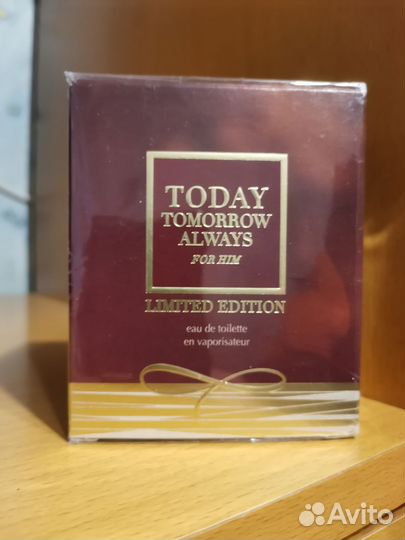 TODAY
TOMORROW
ALWAYS
FOR HIM
LIMITED EDITION
eau de toilette
en vaporisateur
Avito